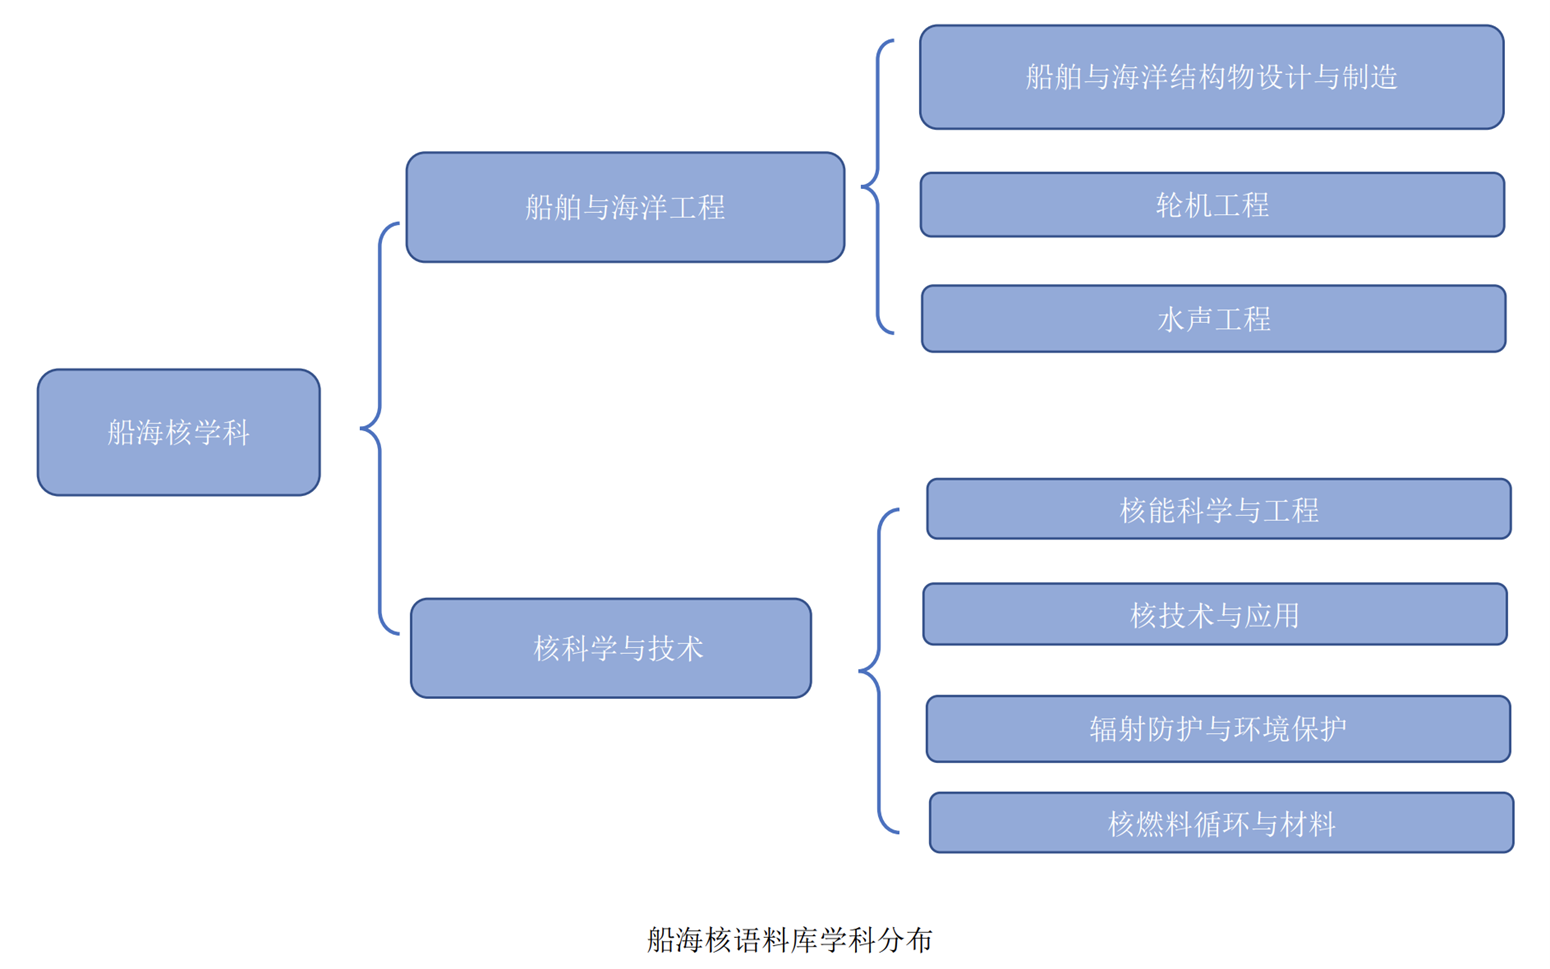 船海核学科
船舶与海洋工程
船舶与海洋结构物设计与制造
轮机工程
水声工程
核科学与技术
核能科学与工程
核技术与应用
辐射防护与环境保护
核燃料循环与材料
船海核语料库学科分布